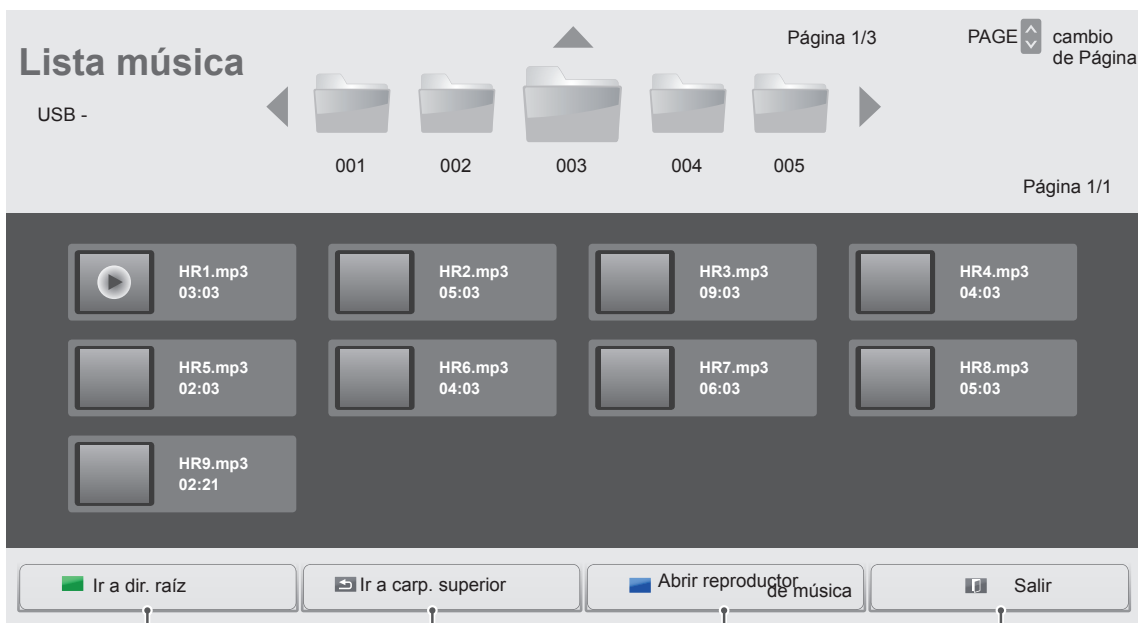 Lista música
Página 1/3
PAGE cambio
de Página
USB -
001 002 003 004 005
Página 1/1
HR1.mp3
03:03
HR2.mp3
05:03
HR3.mp3
09:03
HR4.mp3
04:03
HR5.mp3
02:03
HR6.mp3
04:03
HR7.mp3
06:03
HR8.mp3
05:03
HR9.mp3
02:21
Ir a dir. raíz
Ir a carp. superior
Abrir reproductor
de música
Salir